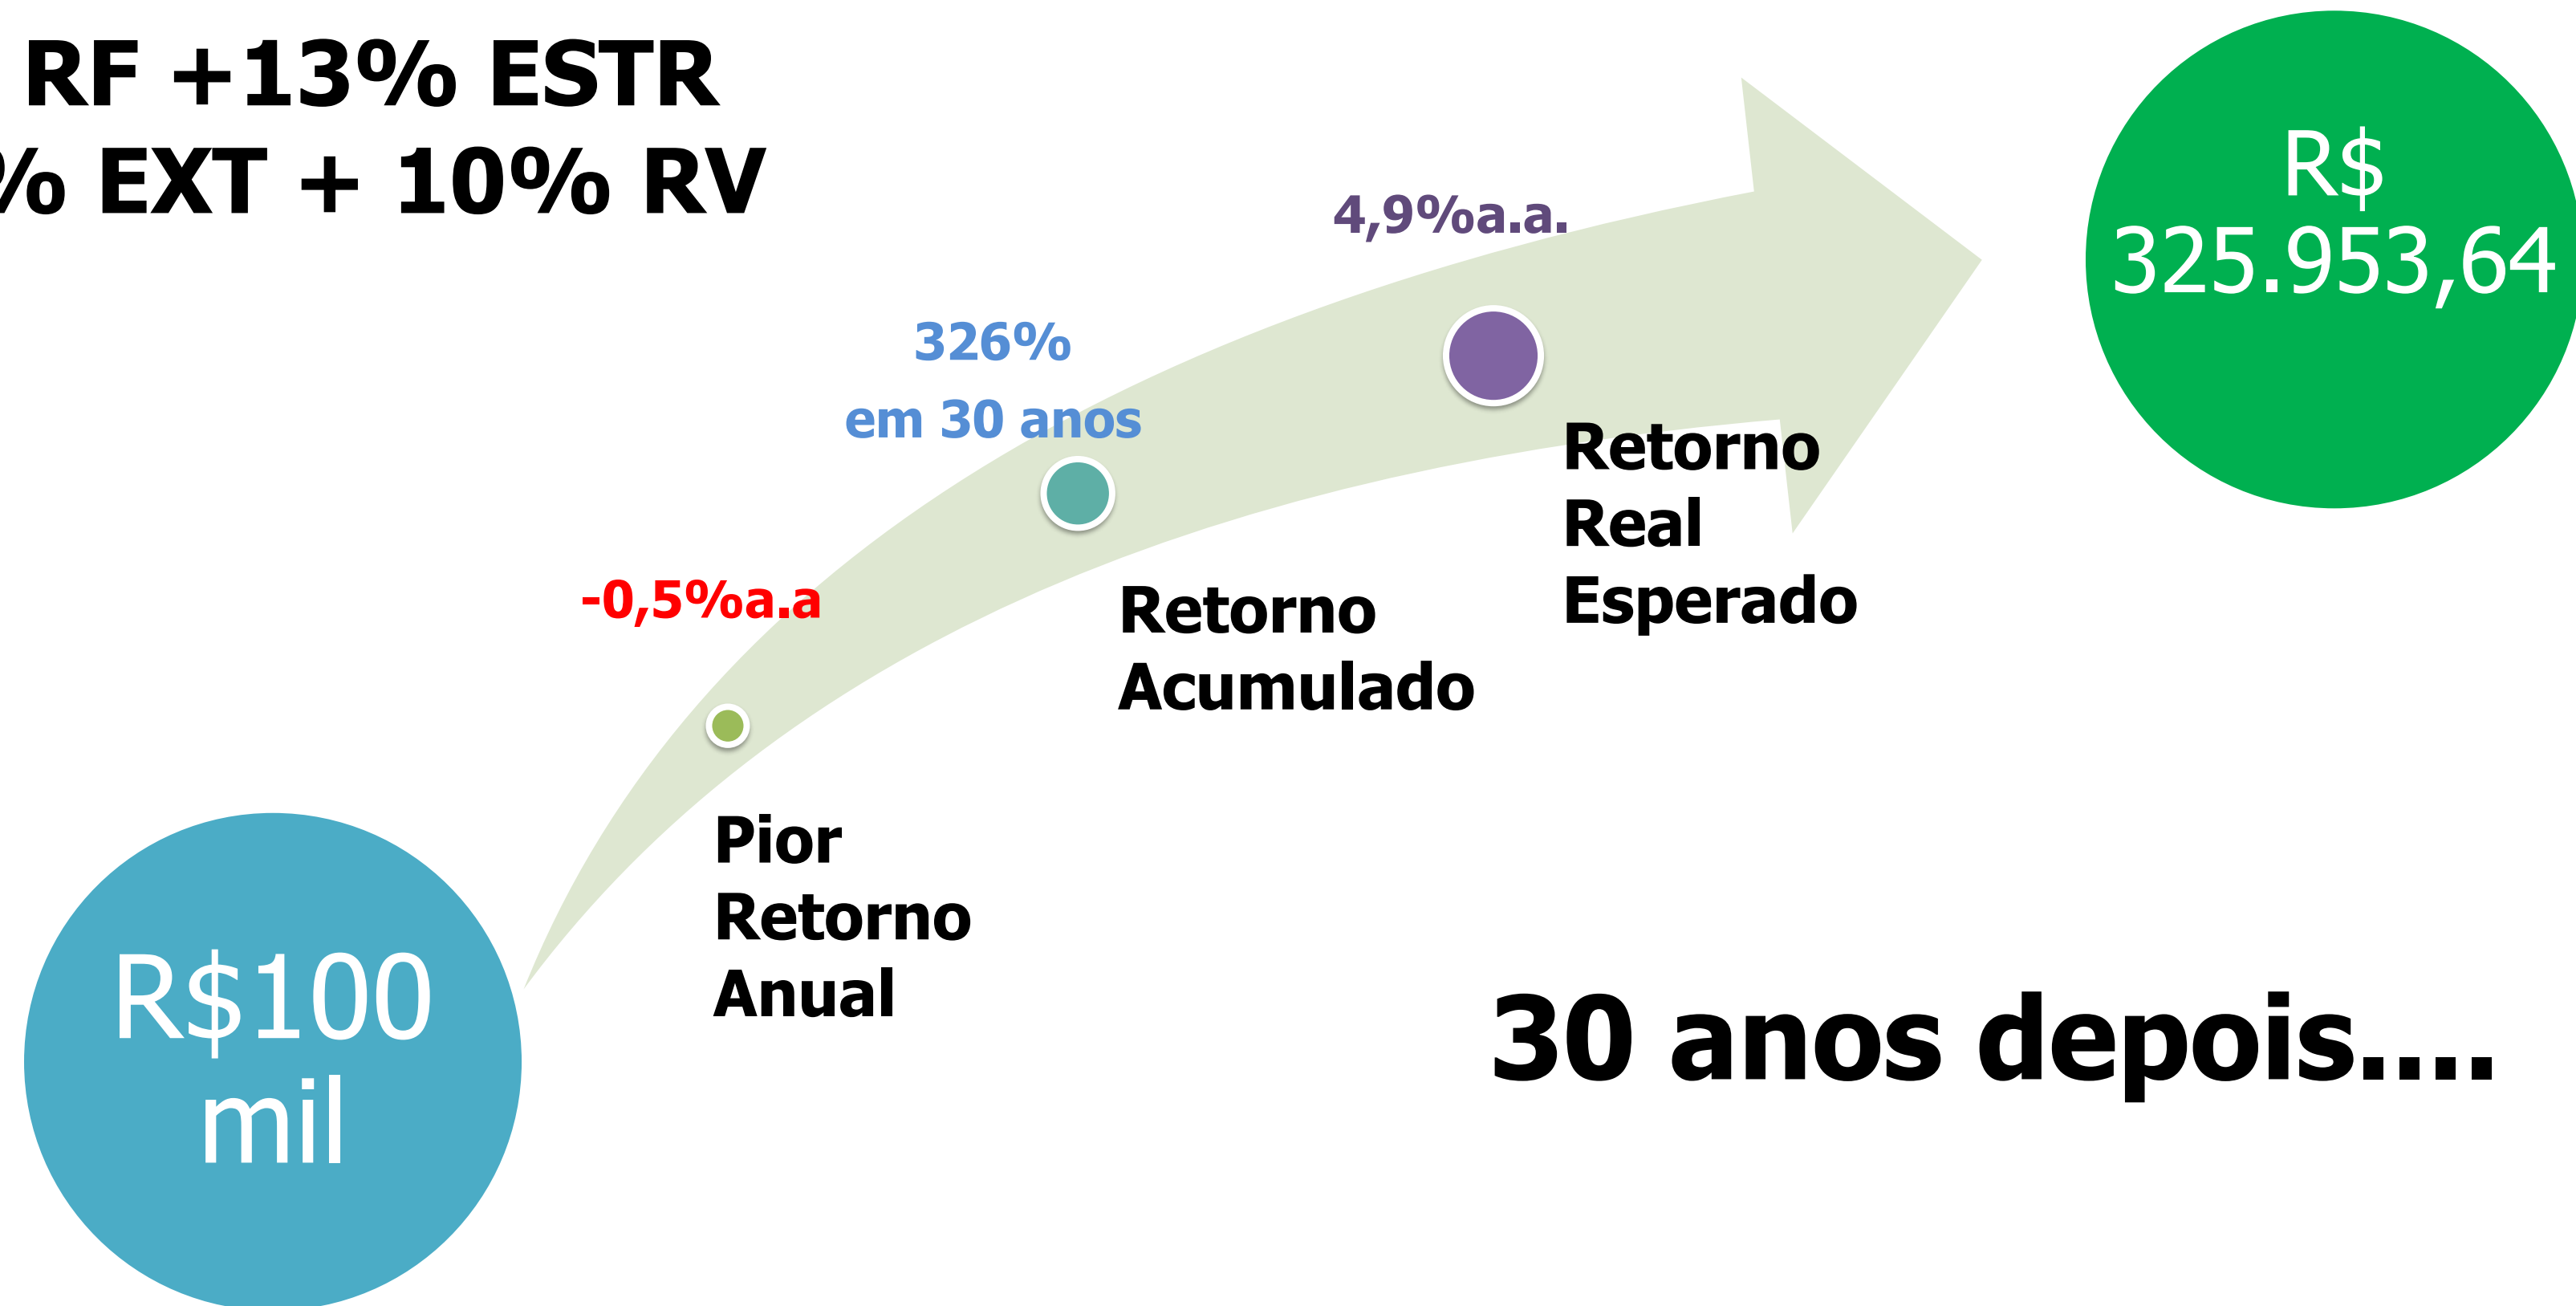 RF +13% ESTR
% EXT + 10% RV
R$
325.953,64
4,9%a.a.
326%
em 30 anos
Retorno
Real
Esperado
-0,5%a.a
Retorno
Acumulado
Pior
Retorno
Anual
R$100
mil
30 anos depois....